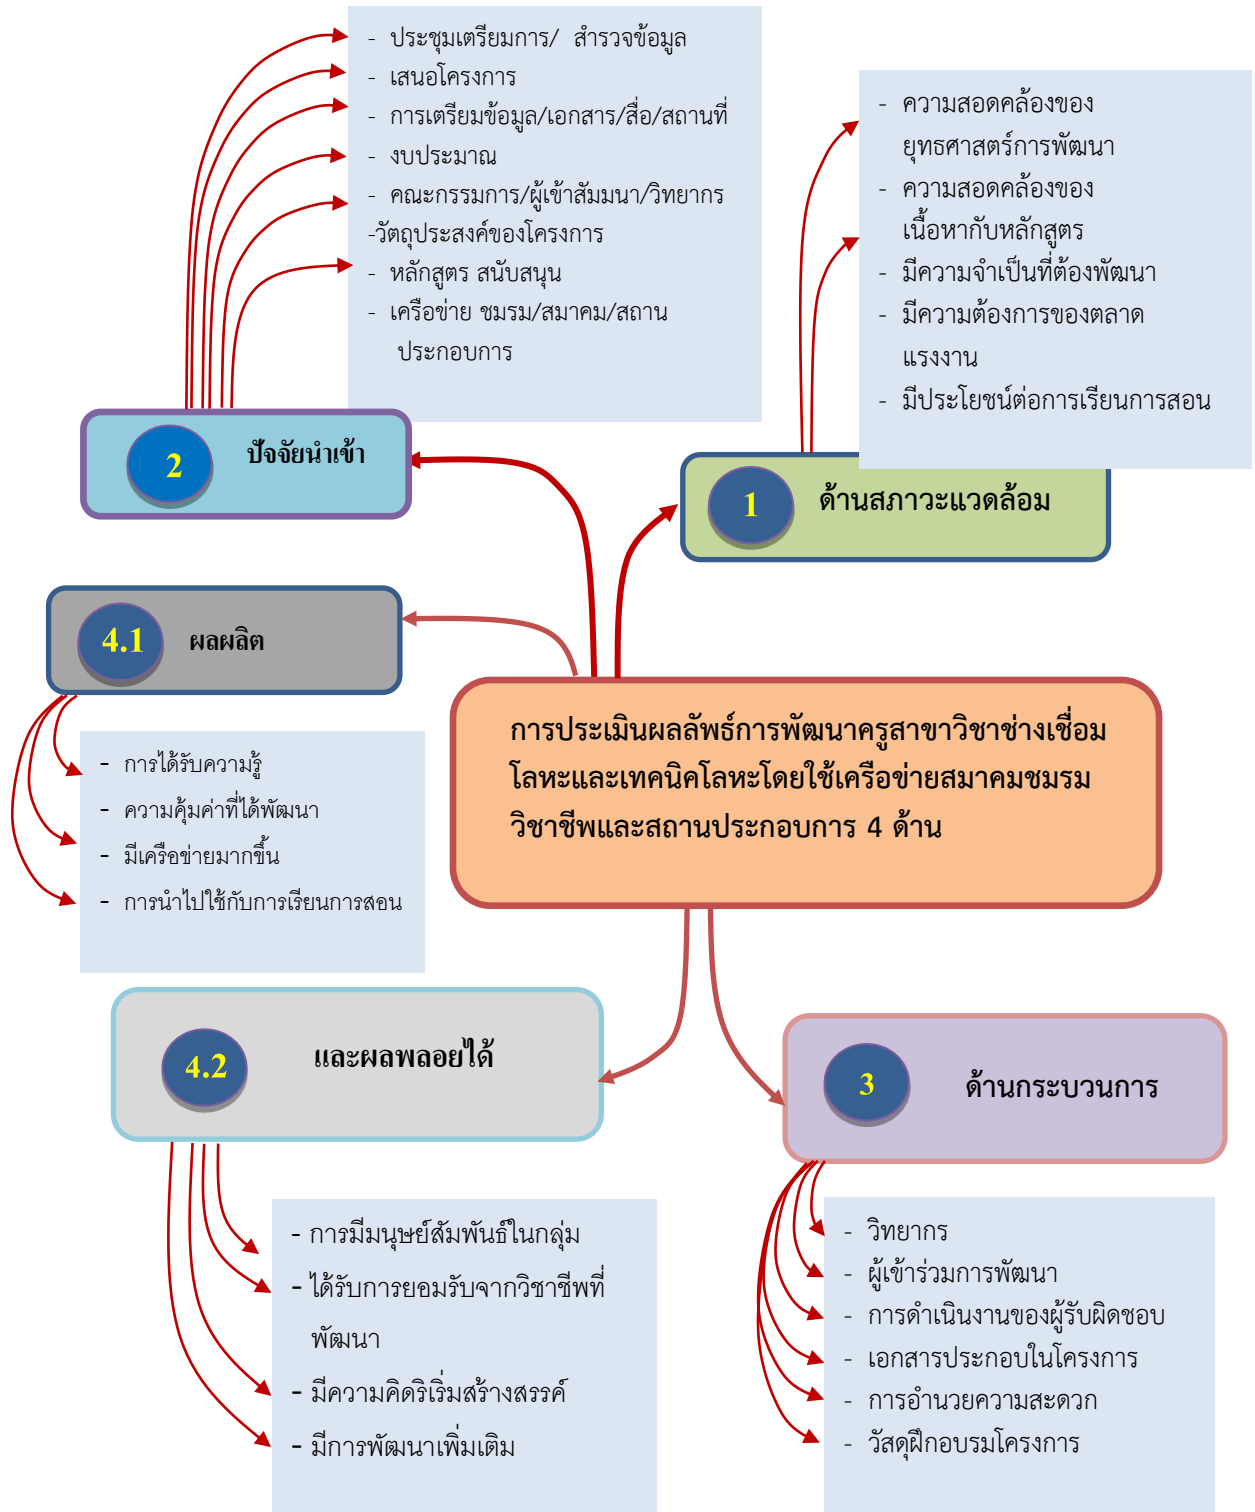 - ประชุมเตรียมการ/ สำรวจข้อมูล
- เสนอโครงการ
- การเตรียมข้อมูล/เอกสาร/สื่อ/สถานที่
- งบประมาณ
- คณะกรรมการ/ผู้เข้าสัมมนา/วิทยากร
-วัตถุประสงค์ของโครงการ
- หลักสูตร สนับสนุน
- เครือข่าย ชมรม/สมาคม/สถาน
ประกอบการ
- ความสอดคล้องของ
ยุทธศาสตร์การพัฒนา
- ความสอดคล้องของ
เนื้อหากับหลักสูตร
- มีความจำเป็นที่ต้องพัฒนา
- มีความต้องการของตลาด
แรงงาน
- มีประโยชน์ต่อการเรียนการสอน
2 ปัจจัยนำเข้า
1 ด้านสภาวะแวดล้อม
4.1 ผลผลิต
การประเมินผลลัพธ์การพัฒนาครูสาขาวิชาช่างเชื่อม
โลหะและเทคนิคโลหะโดยใช้เครือข่ายสมาคมชมรม
วิชาชีพและสถานประกอบการ 4 ด้าน
- การได้รับความรู้
- ความคุ้มค่าที่ได้พัฒนา
- มีเครือข่ายมากขึ้น
- การนำไปใช้กับการเรียนการสอน
4.2 และผลพลอยได้
3 ด้านกระบวนการ
- การมีมนุษย์สัมพันธ์ในกลุ่ม
- ได้รับการยอมรับจากวิชาชีพที่
พัฒนา
- มีความคิดริเริ่มสร้างสรรค์
- มีการพัฒนาเพิ่มเติม
- วิทยากร
- ผู้เข้าร่วมการพัฒนา
- การดำเนินงานของผู้รับผิดชอบ
- เอกสารประกอบในโครงการ
- การอำนวยความสะดวก
- วัสดุฝึกอบรมโครงการ